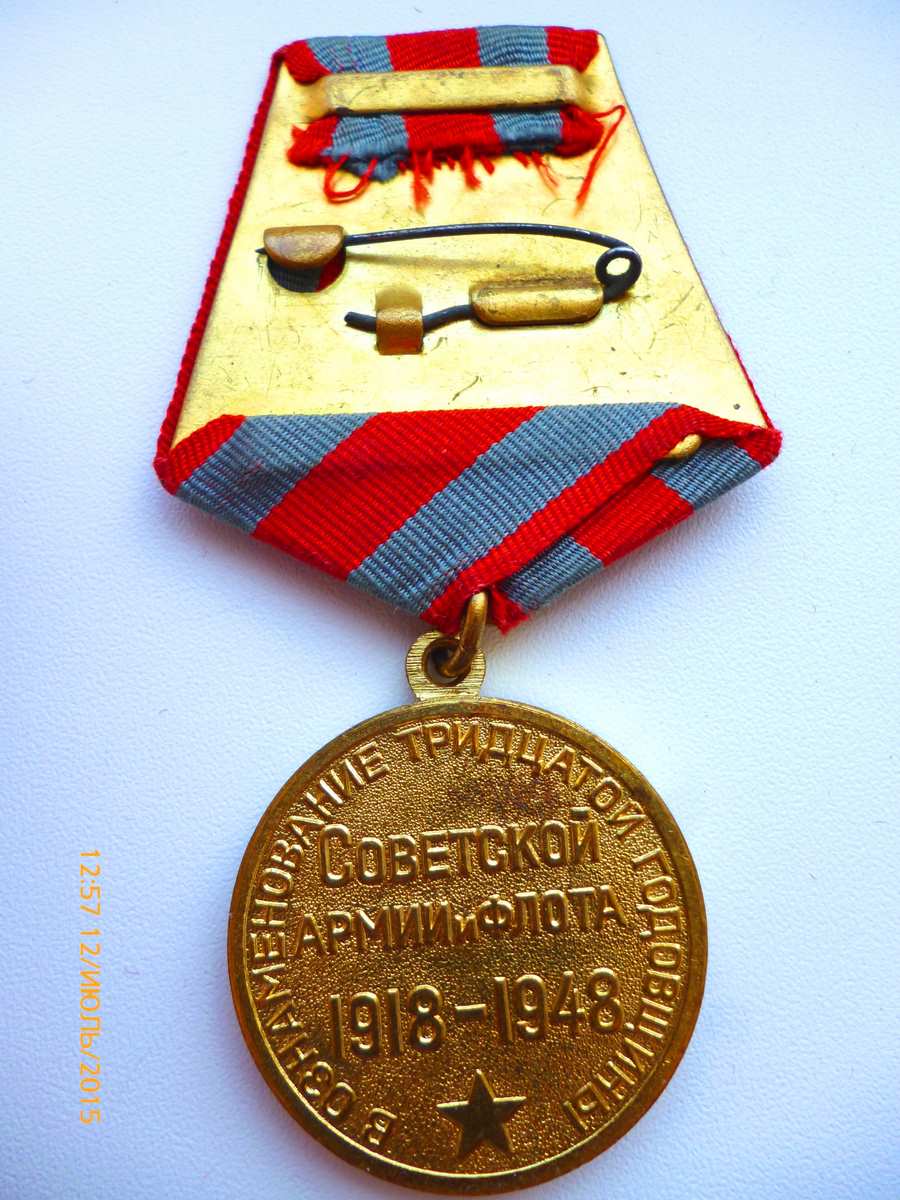 В ОЗНАМЕНОВАНИЕ ТРИДЦАТОЙ ГОДОВЩИНЫ
СОВЕТСКОЙ
АРМИИ и ФЛОТА
1918-1948
12:57 12/ИЮЛЬ/2015